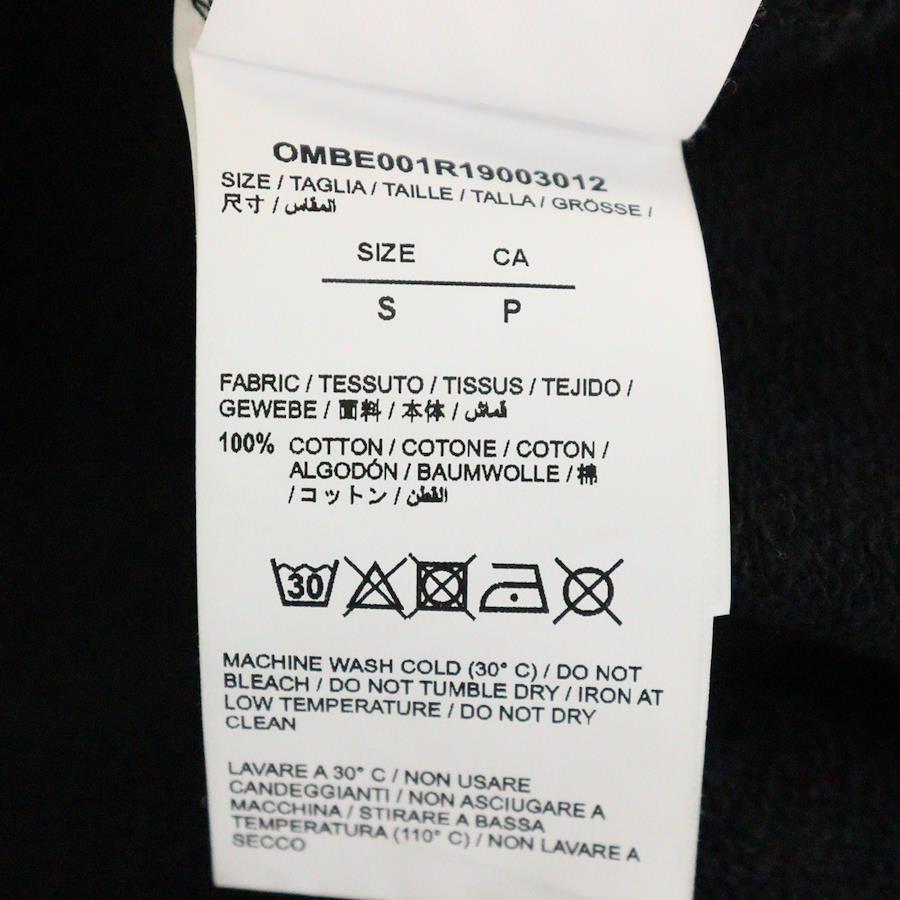 OMBE001R19003012
SIZE / TAGLIA / TAILLE / TALLA / GRÖSSE /
尺寸 / المقاس
SIZE CA
S P
FABRIC / TESSUTO / TISSUS / TEJIDO /
GEWEBE / 面料 / 本体 / قماش
100% COTTON / COTONE / COTON /
ALGODÓN / BAUMWOLLE / 棉
/ コットン / القطن
30
MACHINE WASH COLD (30° C) / DO NOT
BLEACH / DO NOT TUMBLE DRY / IRON AT
LOW TEMPERATURE / DO NOT DRY
CLEAN
LAVARE A 30° C / NON USARE
CANDEGGIANTI / NON ASCIUGARE A
MACCHINA / STIRARE A BASSA
TEMPERATURA (110° C) / NON LAVARE A
SECCO